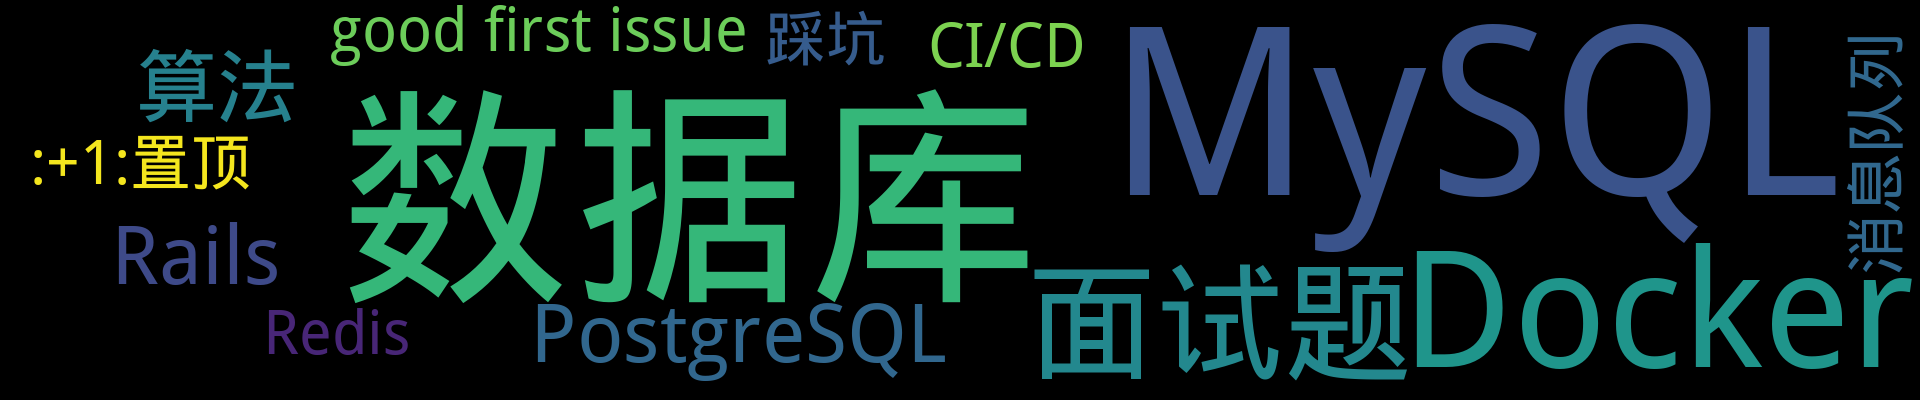 good first issue
踩坑
CI/CD
MySQL
消息队列
算法
数据库
:+1:置顶
Rails
面试题
Docker
Redis
PostgreSQL